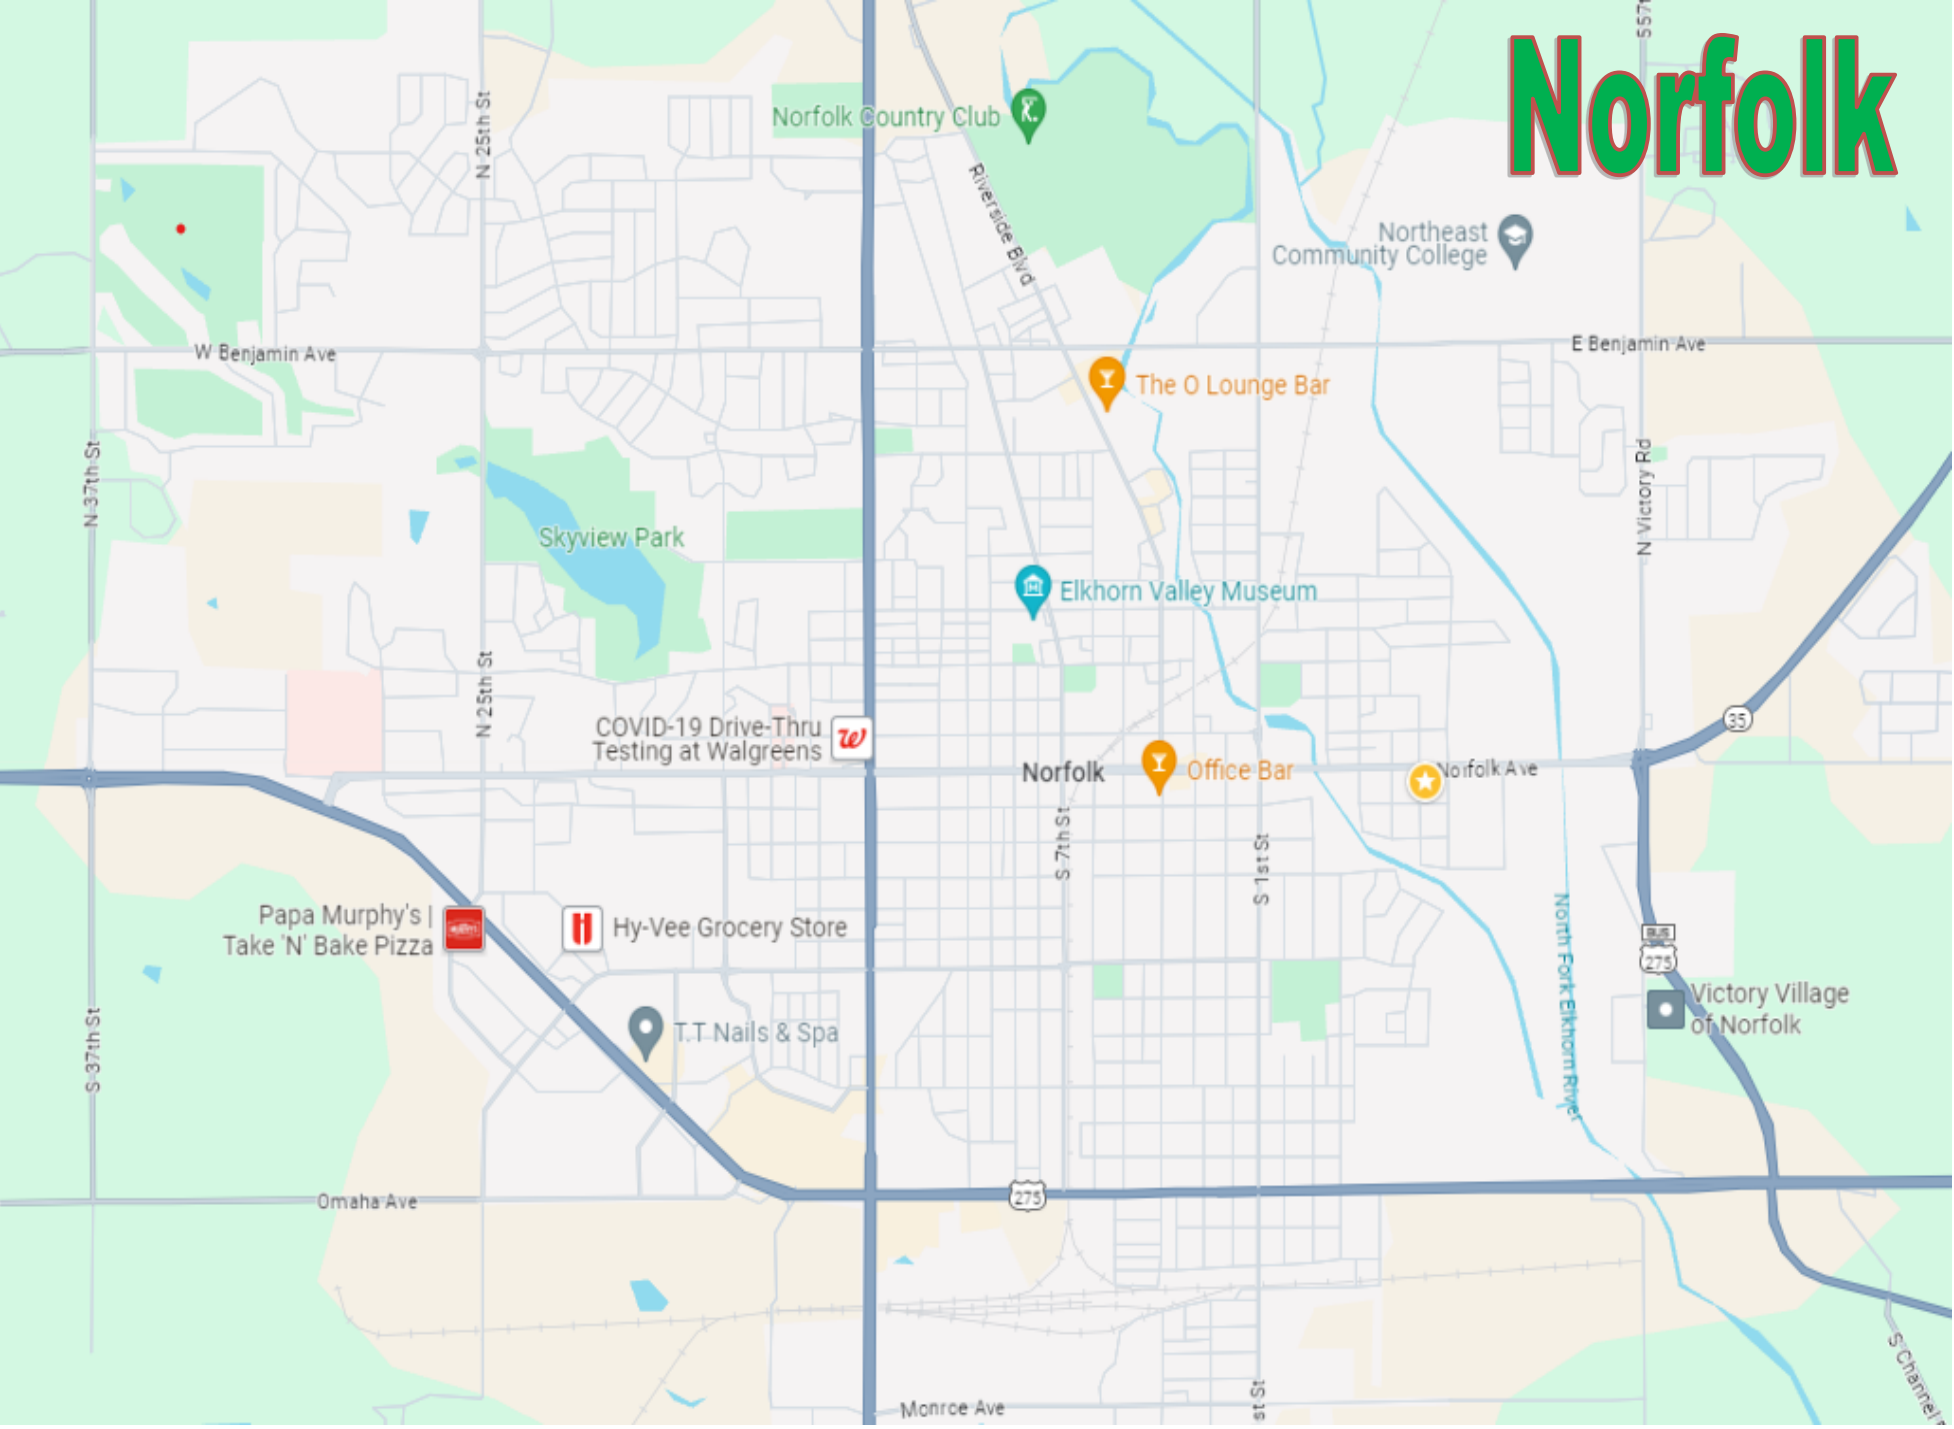 Norfolk
557t
N 25th St
Norfolk Country Club
Riverside Blvd
Northeast
Community College
W Benjamin Ave
E Benjamin Ave
The O Lounge Bar
N 37th St
N Victory Rd
Skyview Park
Elkhorn Valley Museum
N 25th St
35
COVID-19 Drive-Thru
Testing at Walgreens
Norfolk
Office Bar
Norfolk Ave
S 7th St
S 1st St
Papa Murphy's |
Take 'N' Bake Pizza
Hy-Vee Grocery Store
North Fork Elkhorn River
BUS
275
Victory Village
of Norfolk
T.T Nails & Spa
S 37th St
Omaha Ave
275
Monroe Ave
st St
S Channel